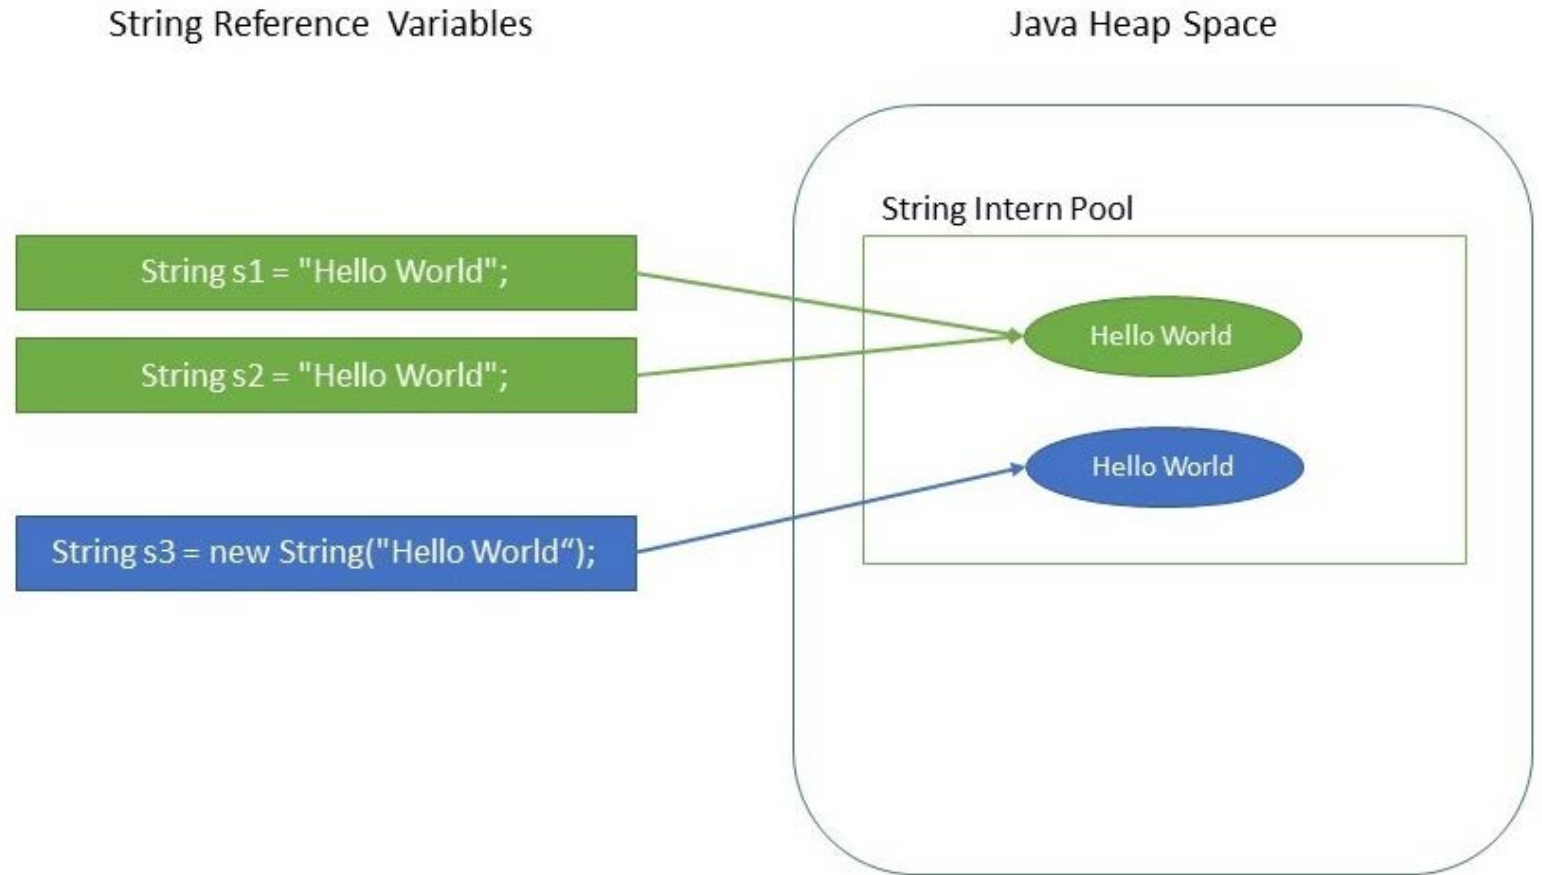 String Reference Variables
Java Heap Space
String Intern Pool
String s1 = "Hello World";
String s2 = "Hello World";
Hello World
Hello World
String s3 = new String("Hello World“);